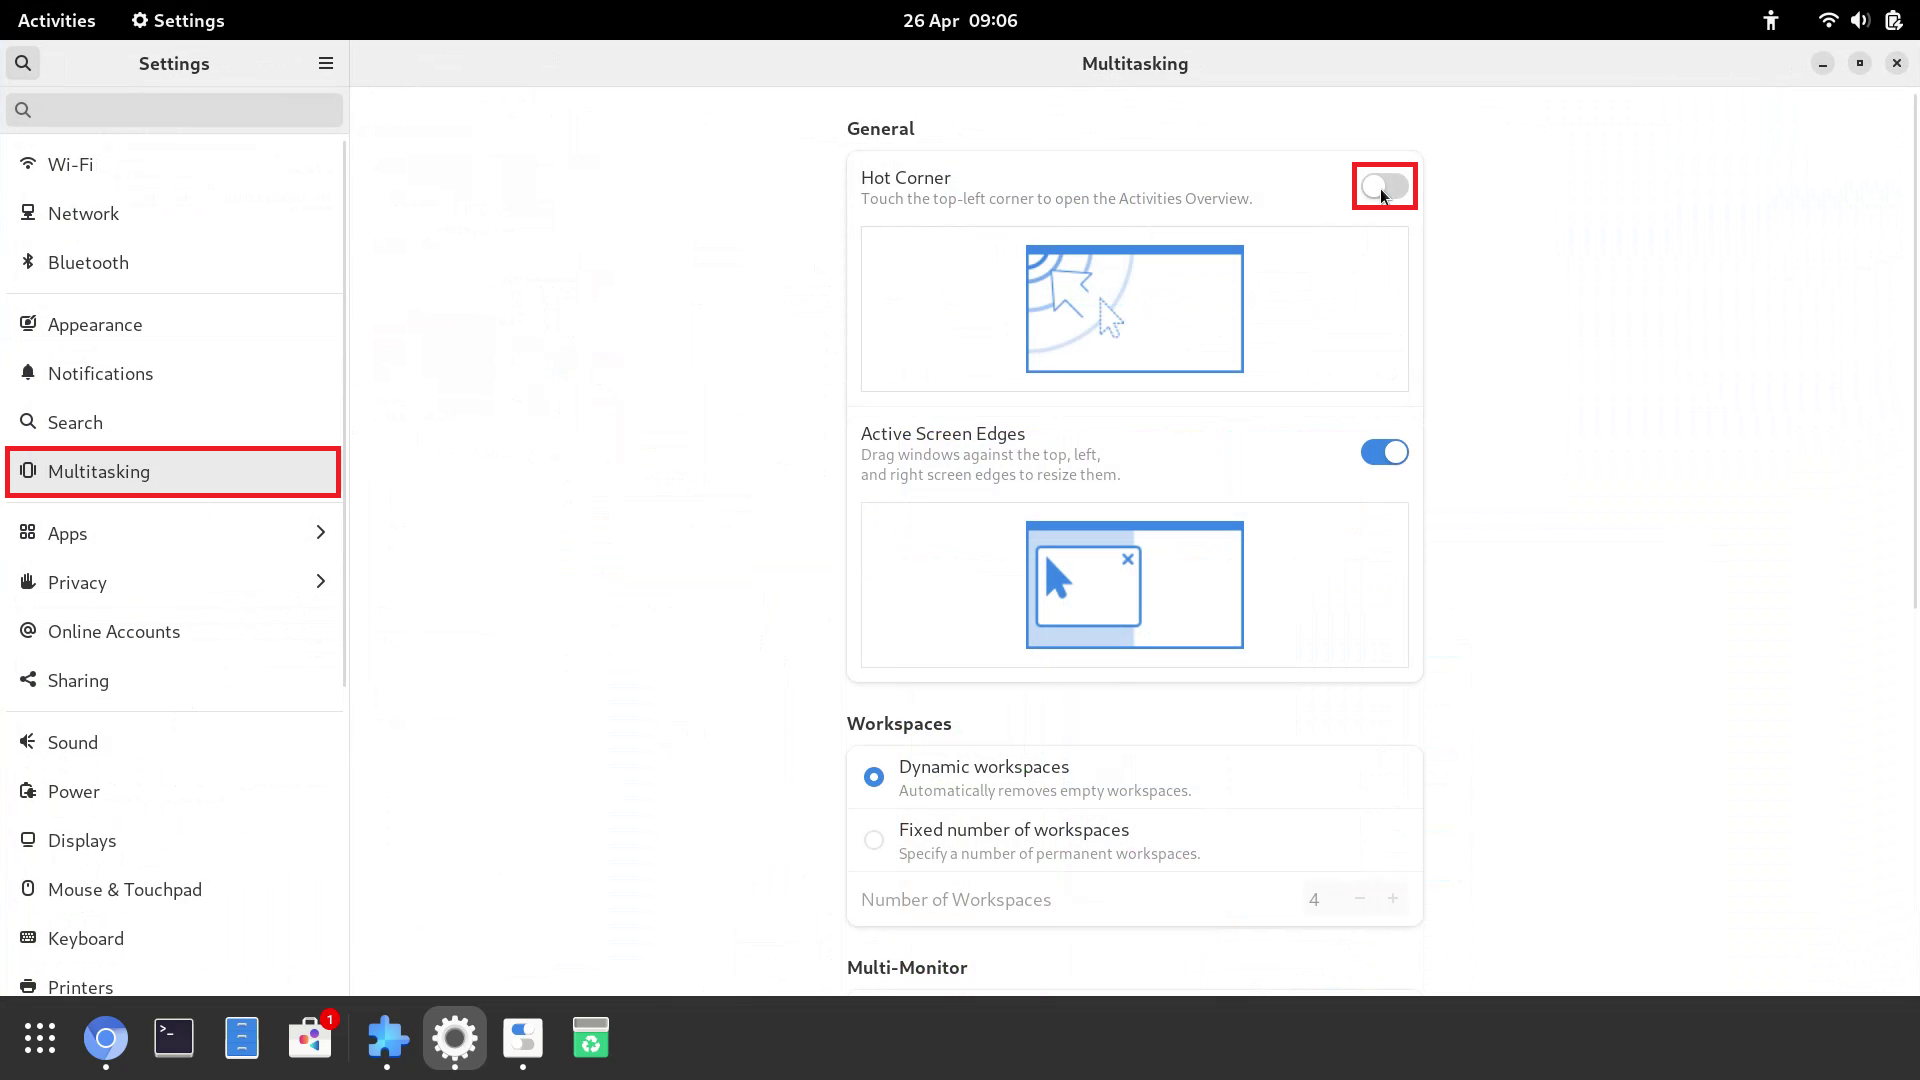 Activities
Settings
26 Apr 09:06
Settings
Multitasking
Wi-Fi
Network
Bluetooth
Appearance
Notifications
Search
Multitasking
Apps
Privacy
Online Accounts
Sharing
Sound
Power
Displays
Mouse & Touchpad
Keyboard
Printers
General
Hot Corner
Touch the top-left corner to open the Activities Overview.
Active Screen Edges
Drag windows against the top, left,
and right screen edges to resize them.
Workspaces
Dynamic workspaces
Automatically removes empty workspaces.
Fixed number of workspaces
Specify a number of permanent workspaces.
Number of Workspaces
4 − +
Multi-Monitor
>_
1